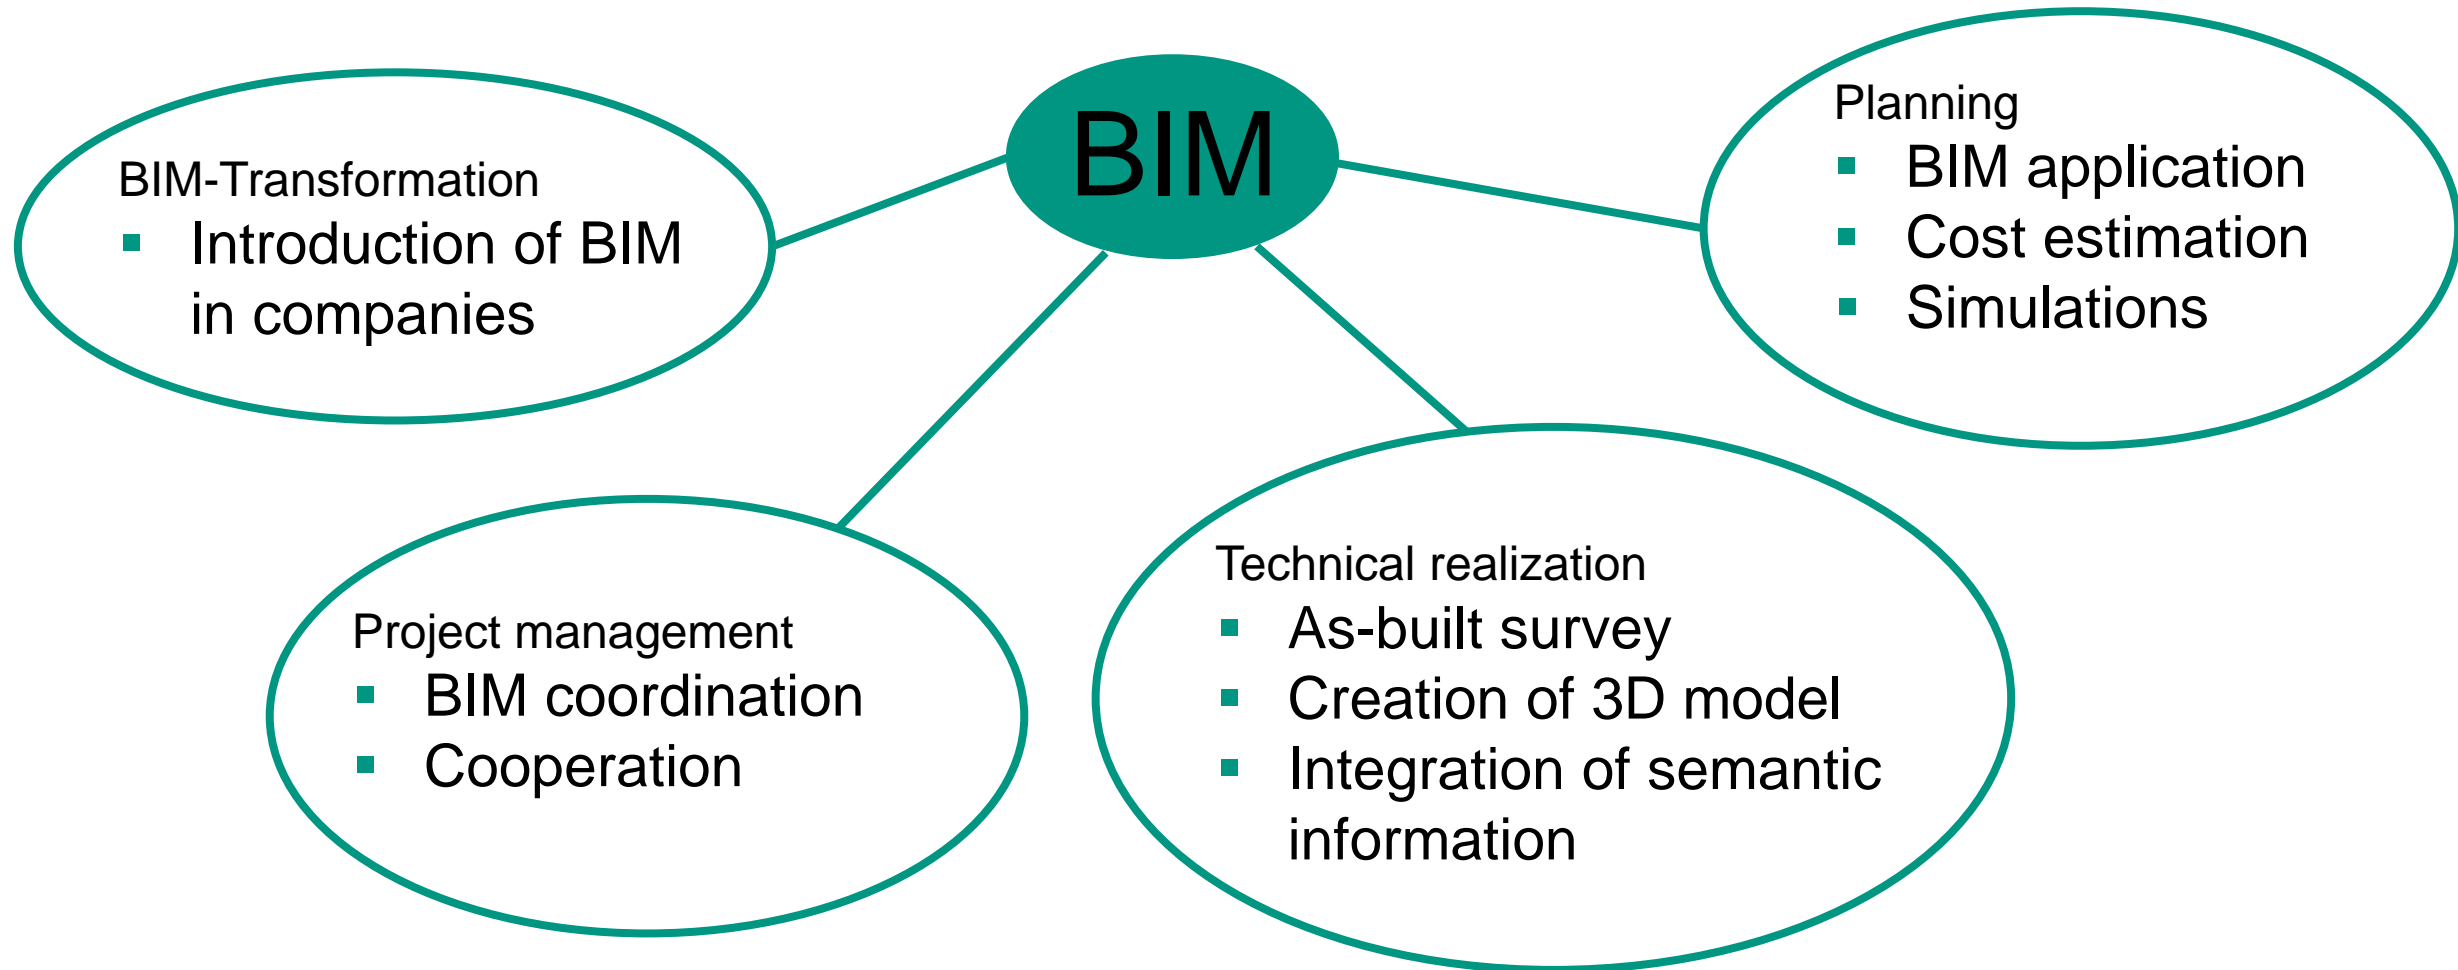 BIM
BIM-Transformation
▪ Introduction of BIM
in companies
Planning
▪ BIM application
▪ Cost estimation
▪ Simulations
Project management
▪ BIM coordination
▪ Cooperation
Technical realization
▪ As-built survey
▪ Creation of 3D model
▪ Integration of semantic
information